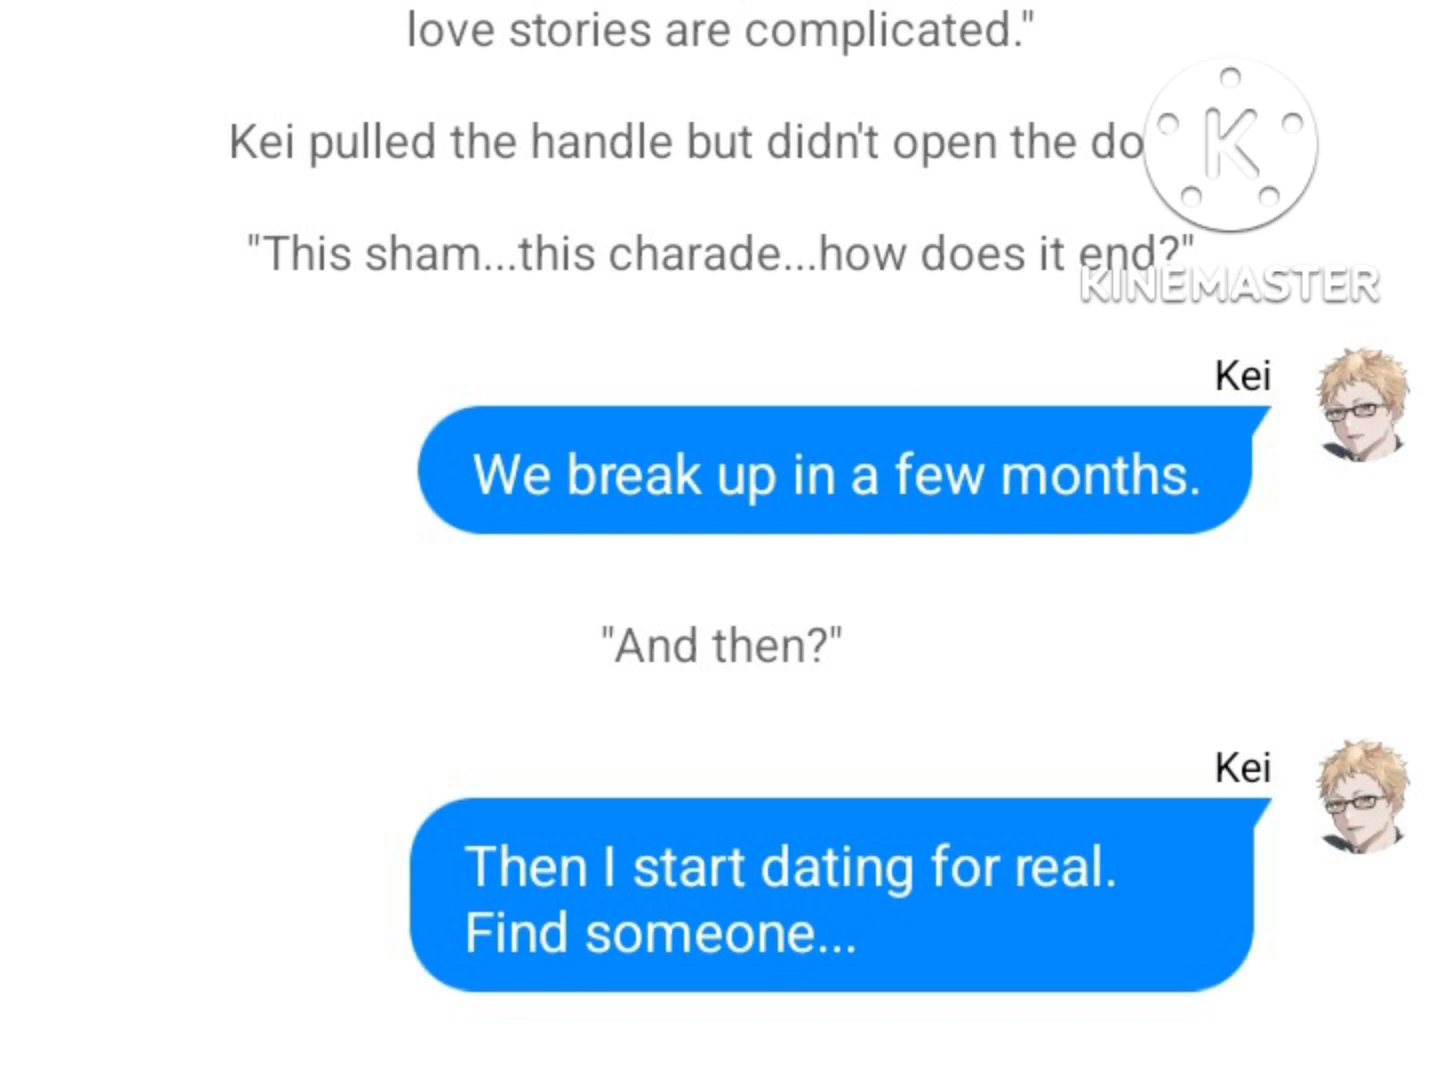 love stories are complicated."
Kei pulled the handle but didn't open the
K
"This sham...this charade...how does it end?"
KINEMASTER
Kei
We break up in a few months.
"And then?"
Kei
Then I start dating for real.
Find someone...